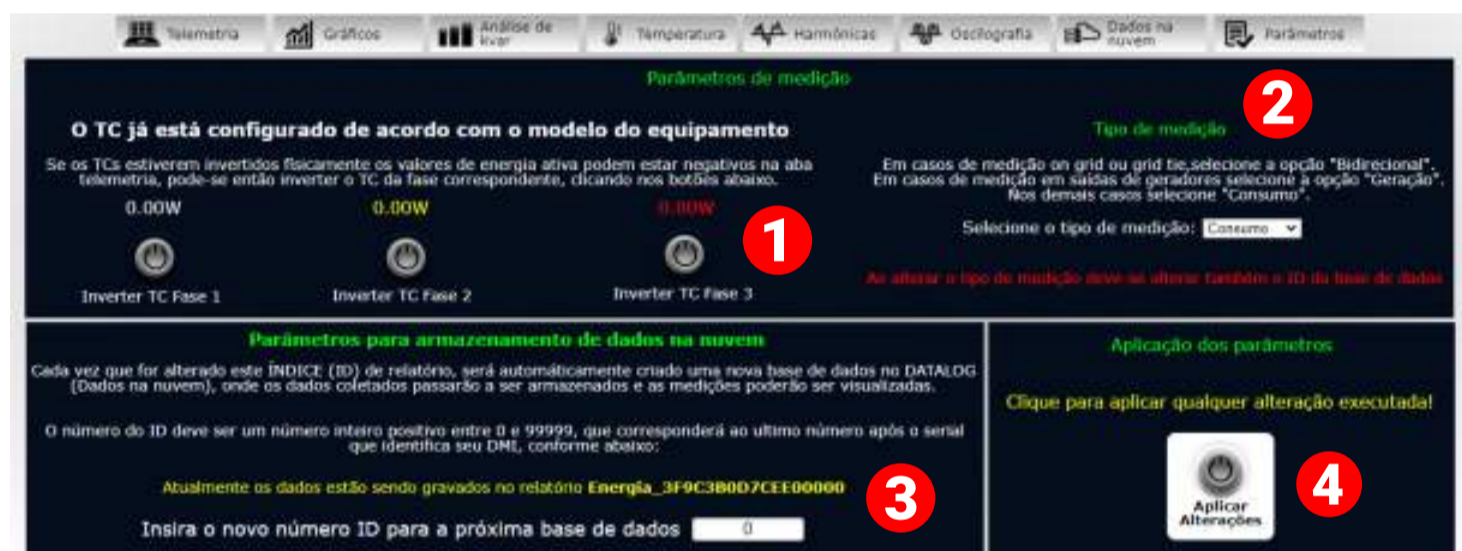 Telemetria
Gráficos
Análise de
kvar
Temperatura
Harmônicas
Oscilografia
Dados na
nuvem
Parâmetros
Parâmetros de medição
O TC já está configurado de acordo com o modelo do equipamento
Se os TCs estiverem invertidos fisicamente os valores de energia ativa podem estar negativos na aba
telemetria, pode-se então inverter o TC da fase correspondente, clicando nos botões abaixo.
0.00W
0.00W
0.00W
1
Inverter TC Fase 1
Inverter TC Fase 2
Inverter TC Fase 3
2
Tipo de medição
Em casos de medição on grid ou grid tie,selecione a opção "Bidirecional".
Em casos de medição em saídas de geradores selecione a opção "Geração".
Nos demais casos selecione "Consumo".
Selecione o tipo de medição: Consumo
Ao alterar o tipo de medição deve-se alterar também o ID da base de dados
Parâmetros para armazenamento de dados na nuvem
Cada vez que for alterado este ÍNDICE (ID) de relatório, será automáticamente criado uma nova base de dados no DATALOG
(Dados na nuvem), onde os dados coletados passarão a ser armazenados e as medições poderão ser visualizadas.
O número do ID deve ser um número inteiro positivo entre 0 e 99999, que corresponderá ao ultimo número após o serial
que identifica seu DMI, conforme abaixo:
Atualmente os dados estão sendo gravados no relatório Energia_3F9C3B0D7CEE00000
3
Insira o novo número ID para a próxima base de dados 0
Aplicação dos parâmetros
Clique para aplicar qualquer alteração executada!
4
Aplicar
Alterações